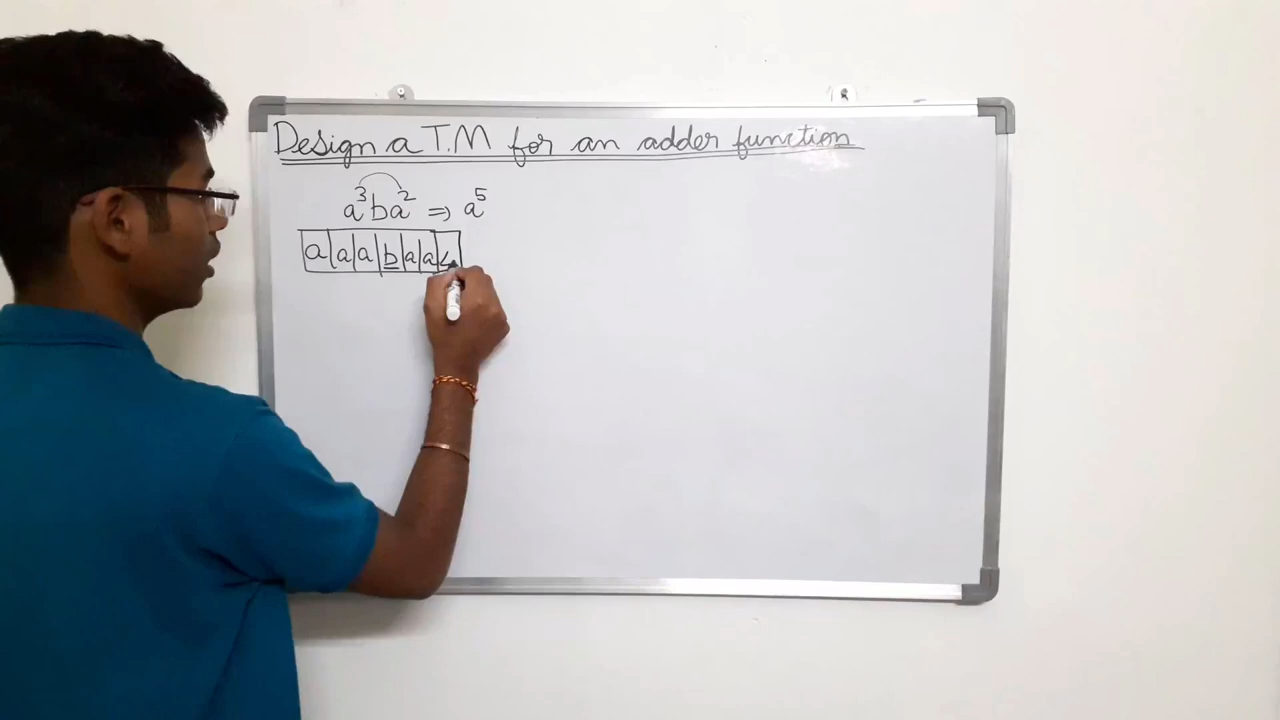 Design a T.M for an adder function
a³ba² ⇒ a⁵
a a a b a a